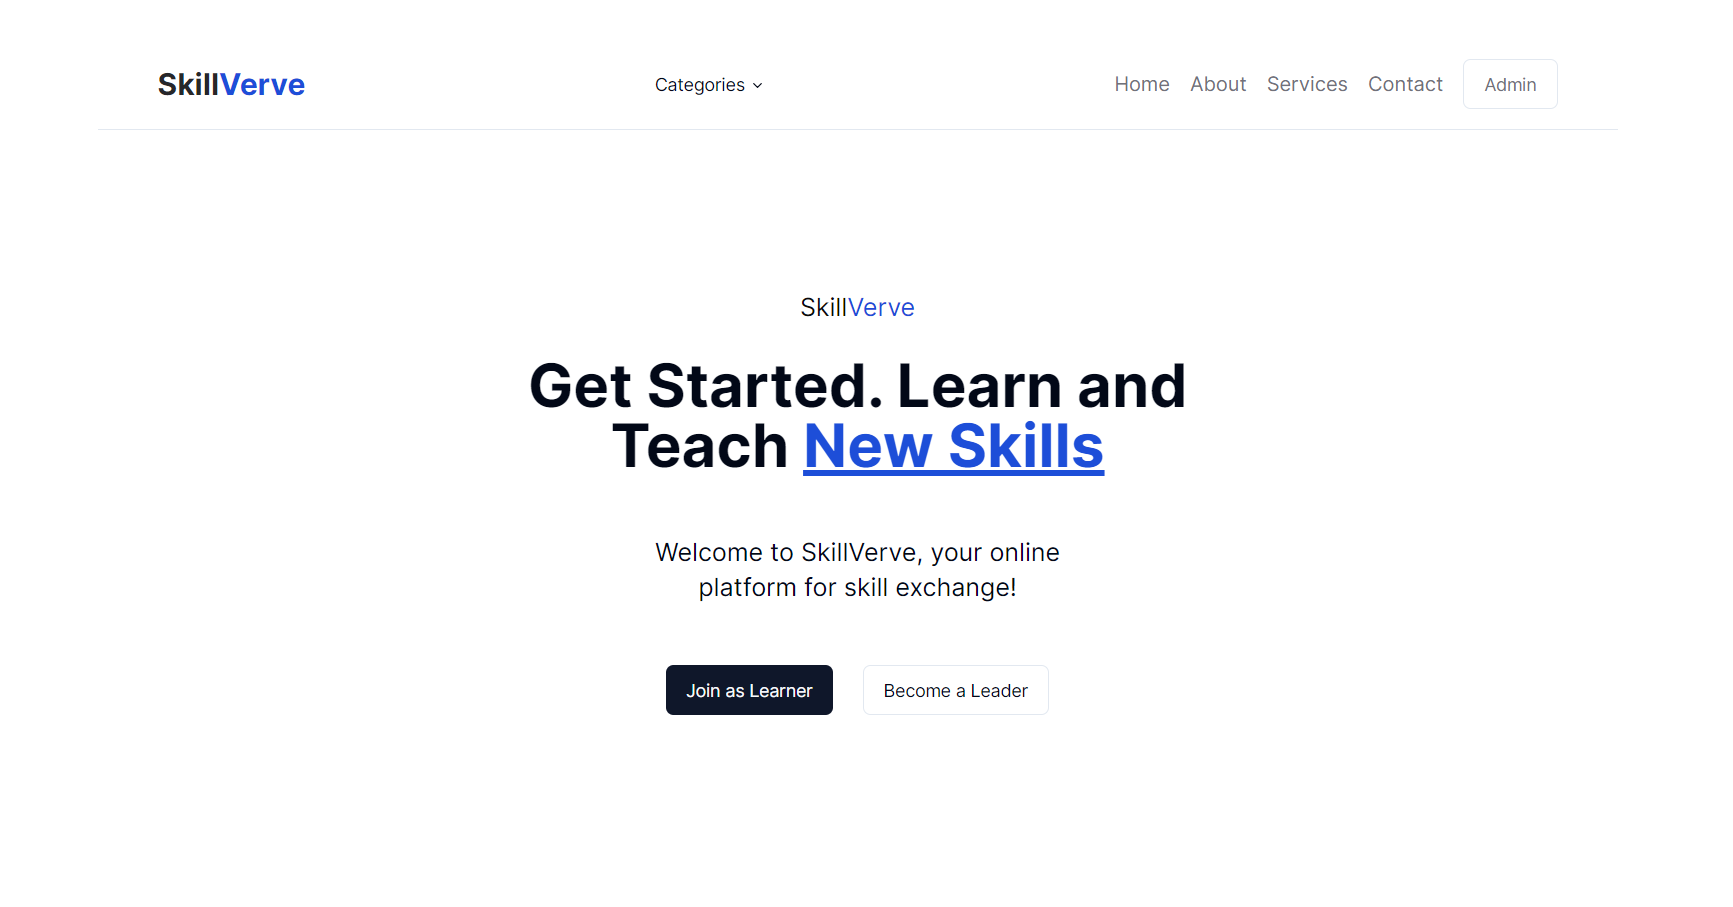 SkillVerve
Categories
Home About Services Contact Admin
SkillVerve
Get Started. Learn and
Teach New Skills
Welcome to SkillVerve, your online
platform for skill exchange!
Join as Learner
Become a Leader